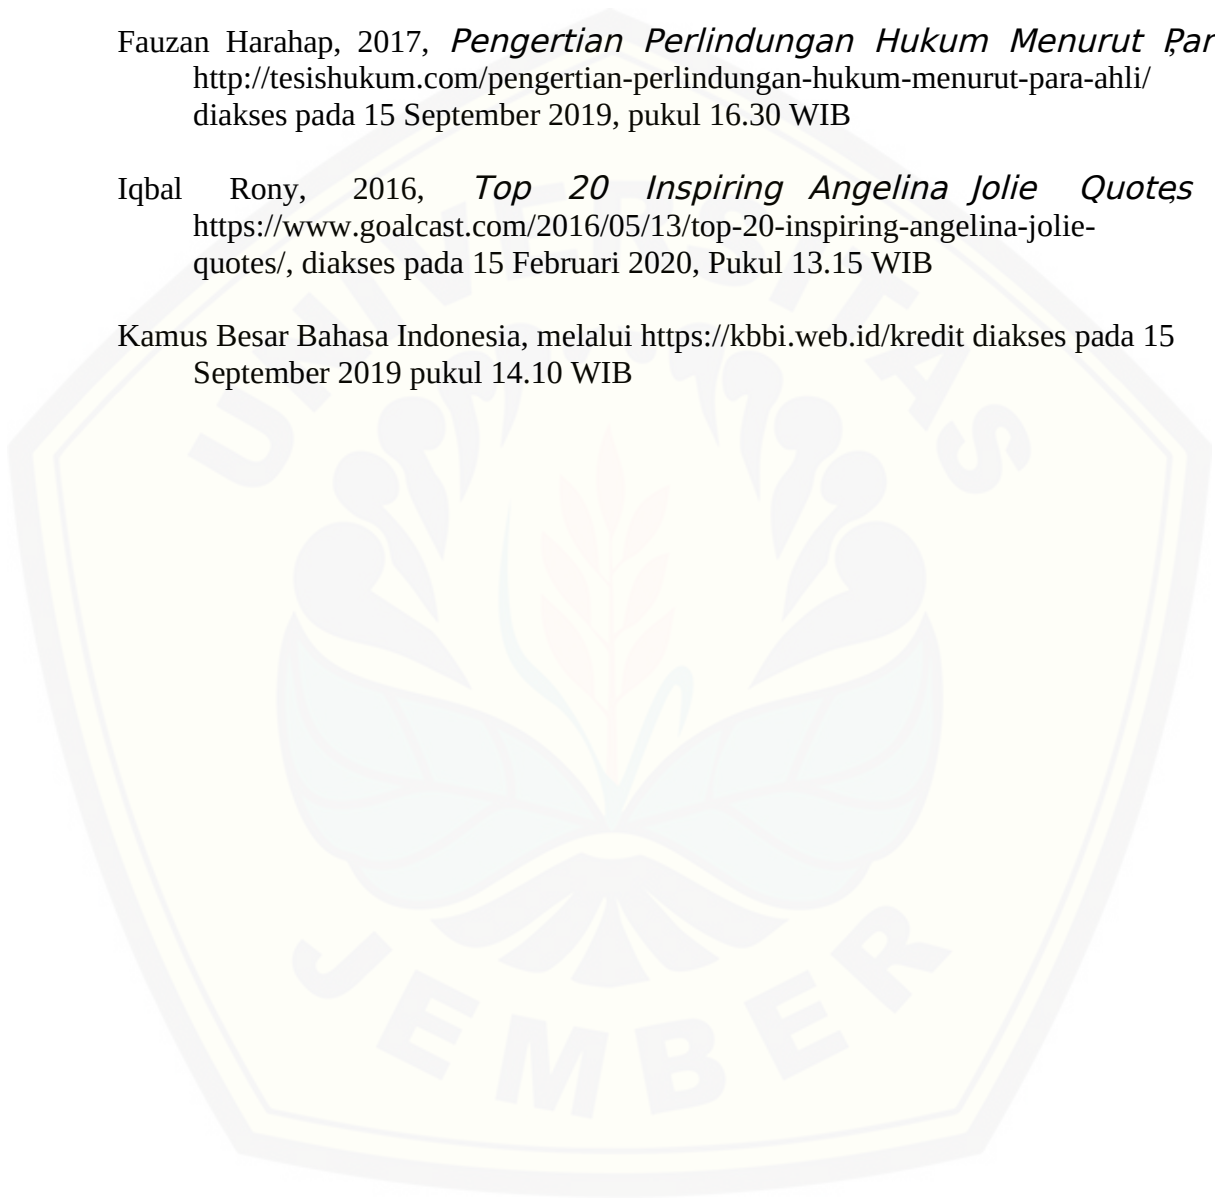 Fauzan Harahap, 2017, Pengertian Perlindungan Hukum Menurut Par,
http://tesishukum.com/pengertian-perlindungan-hukum-menurut-para-ahli/
diakses pada 15 September 2019, pukul 16.30 WIB
Iqbal Rony, 2016, Top 20 Inspiring Angelina Jolie Quotes,
https://www.goalcast.com/2016/05/13/top-20-inspiring-angelina-jolie-
quotes/, diakses pada 15 Februari 2020, Pukul 13.15 WIB
Kamus Besar Bahasa Indonesia, melalui https://kbbi.web.id/kredit diakses pada 15
September 2019 pukul 14.10 WIB
UNIVERSITAS
JEMBER